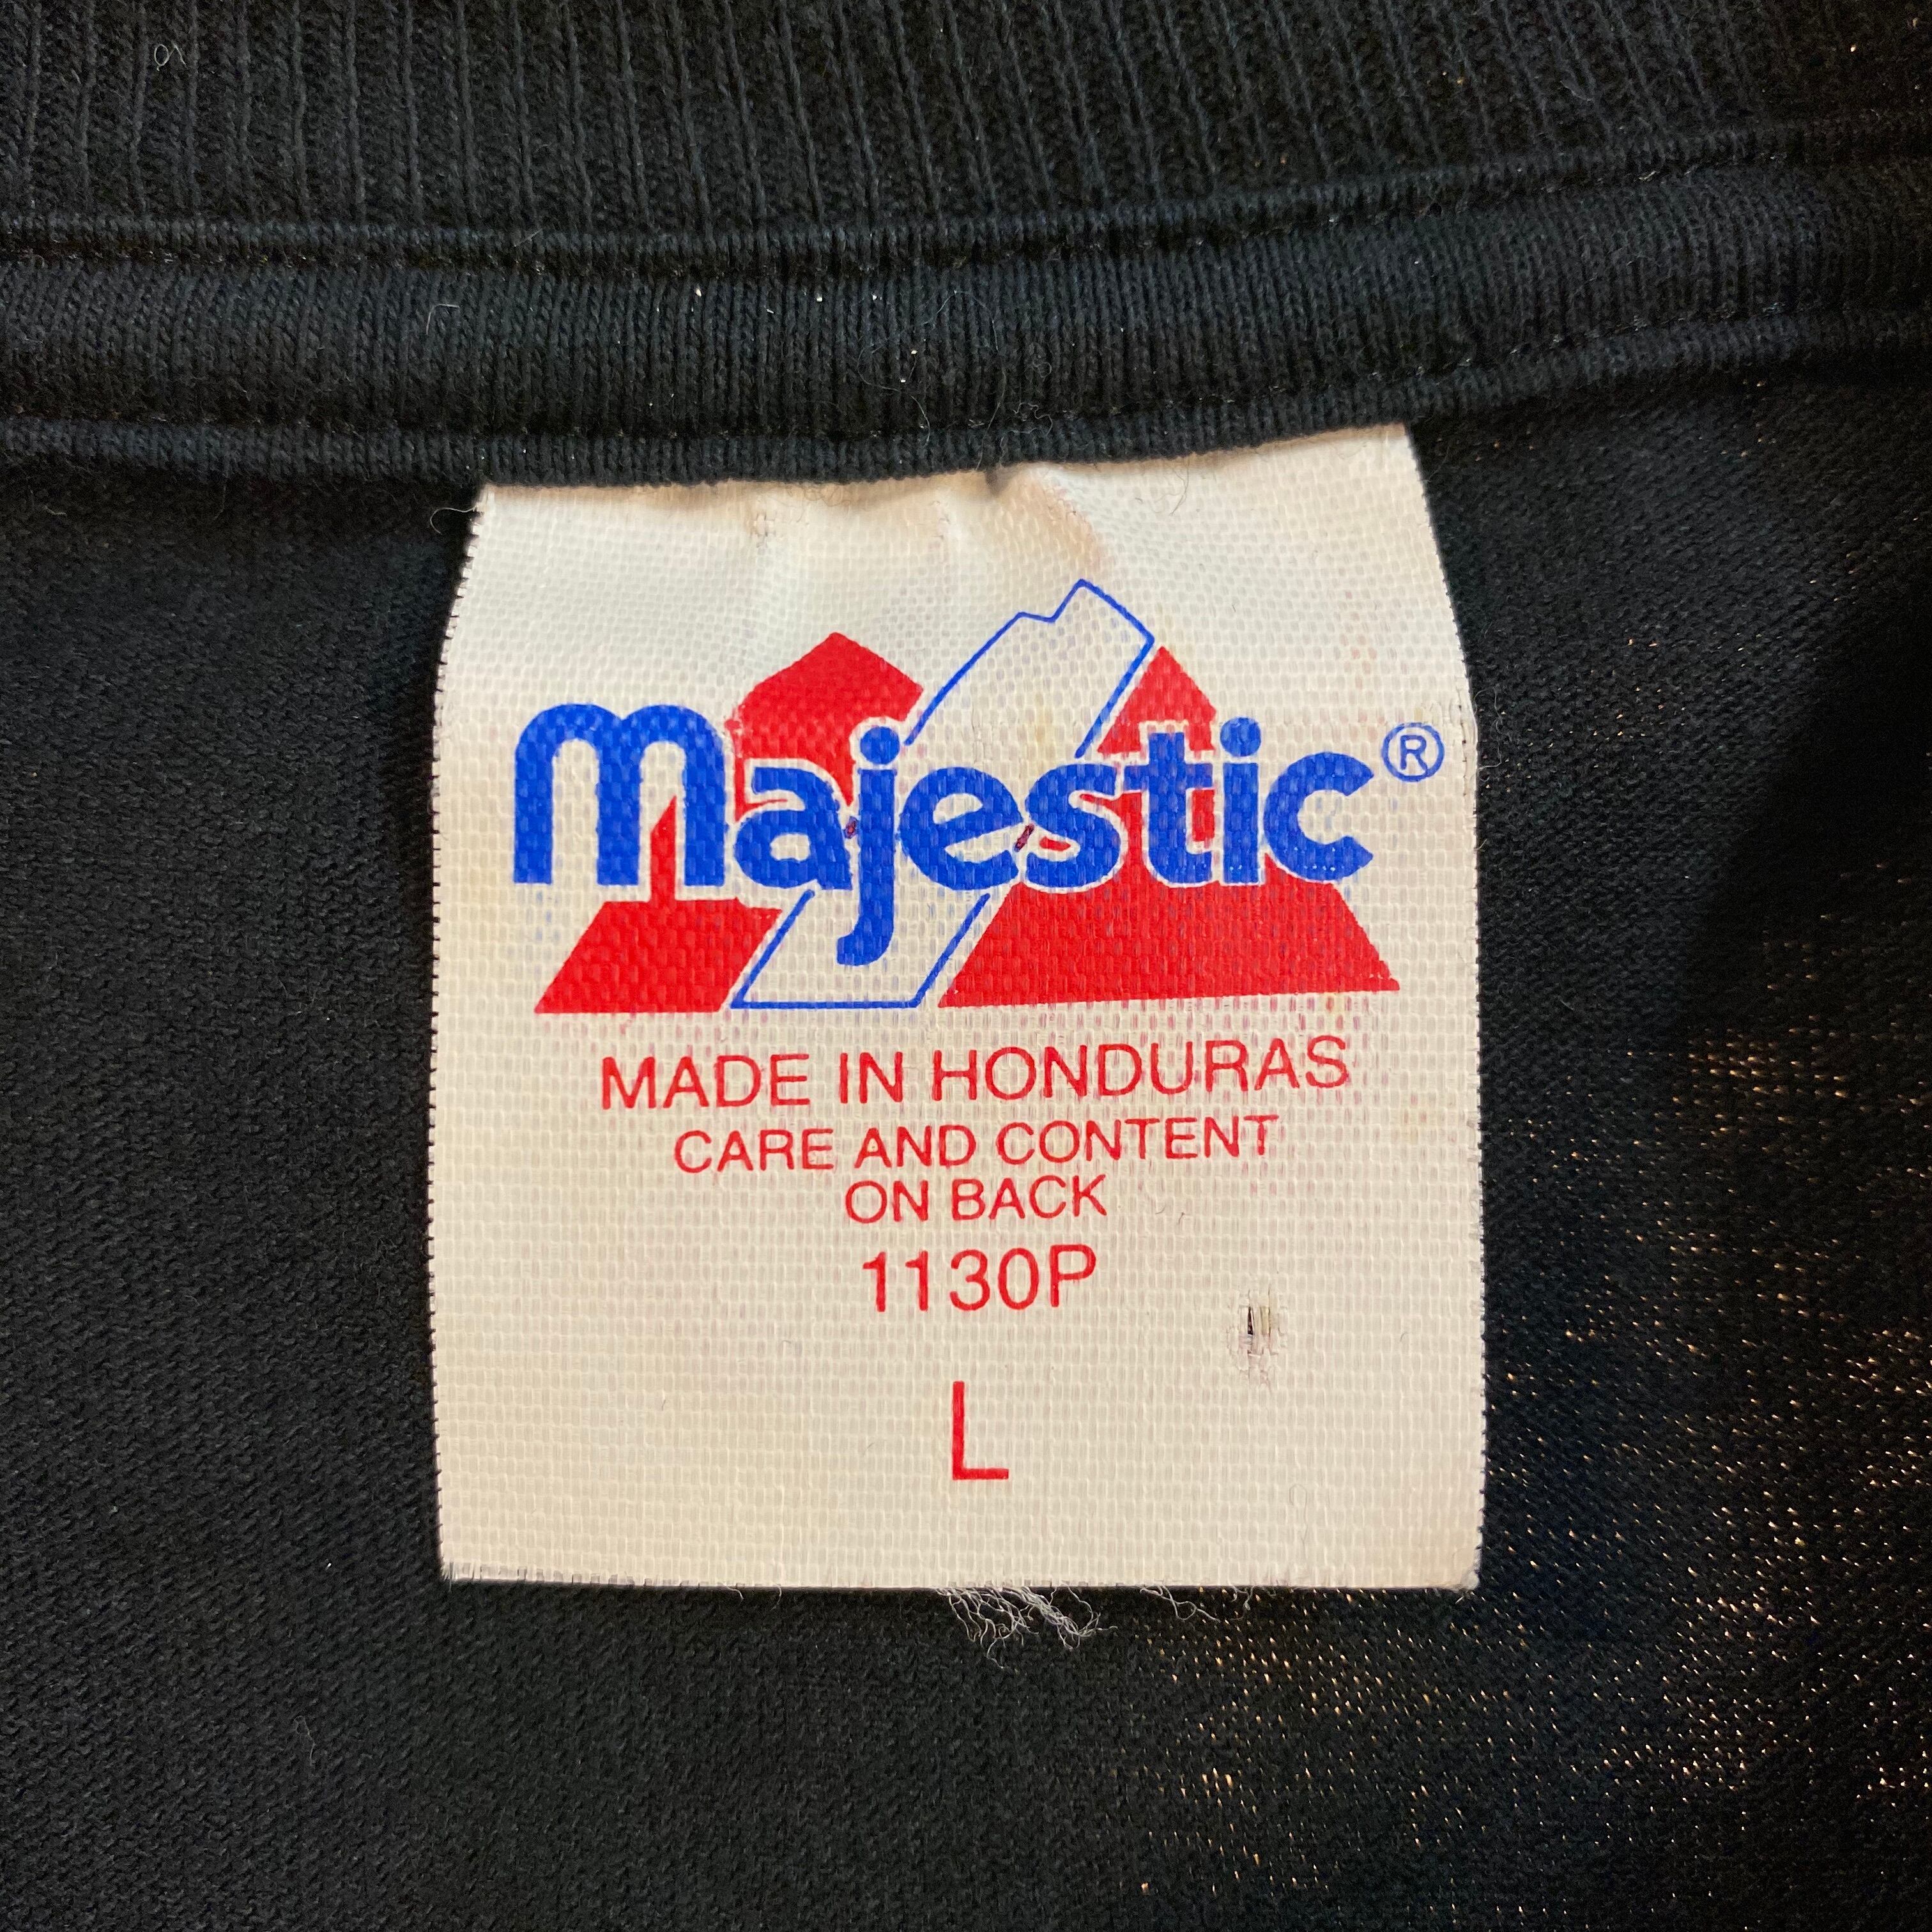 majestic®
MADE IN HONDURAS
CARE AND CONTENT
ON BACK
1130P
L